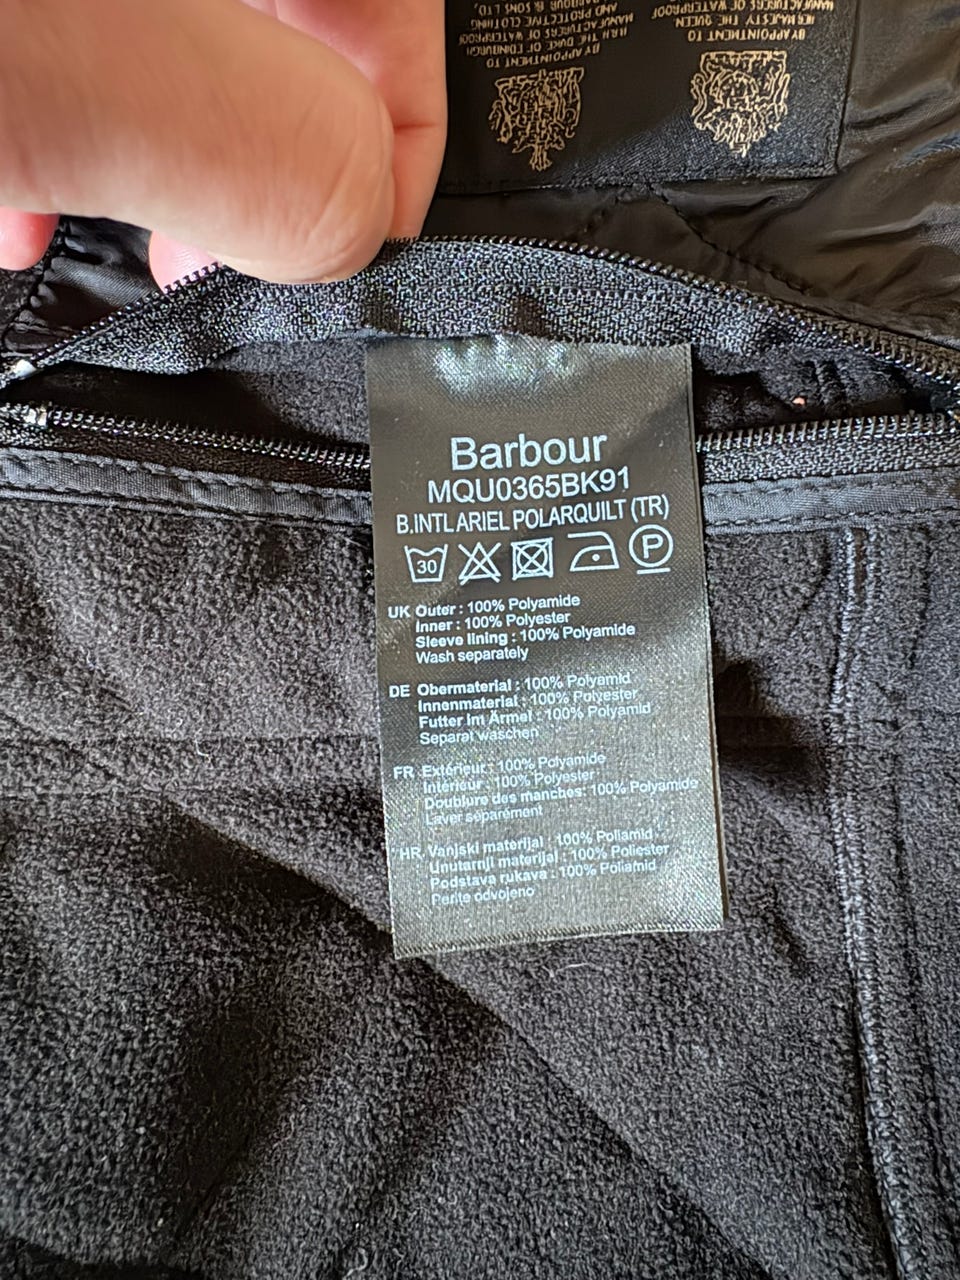 BY APPOINTMENT TO
HER MAJESTY THE QUEEN
MANUFACTURERS OF WATERPROOF
BY APPOINTMENT TO
H.R.H. THE DUKE OF EDINBURGH
MANUFACTURERS OF WATERPROOF
AND PROTECTIVE CLOTHING
BARBOUR & SONS LTD,
Barbour
MQU0365BK91
B.INTL ARIEL POLARQUILT (TR)
30
P
UK Outer : 100% Polyamide
Inner : 100% Polyester
Sleeve lining : 100% Polyamide
Wash separately
DE Obermaterial : 100% Polyamid
Innenmaterial : 100% Polyester
Futter im Ärmel : 100% Polyamid
Separat waschen
FR Extérieur : 100% Polyamide
Intérieur : 100% Polyester
Doublure des manches: 100% Polyamide
Laver séparément
HR Vanjski materijal : 100% Poliamid
Unutarnji materijal : 100% Poliester
Podstava rukava : 100% Poliamid
Perite odvojeno